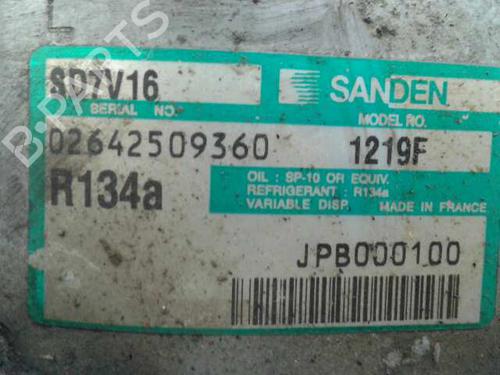 SD7V16
SANDEN
SERIAL NO.
MODEL NO.
02642509360
1219F
R134a
OIL : SP-10 OR EQUIV.
REFRIGERANT : R134a
VARIABLE DISP. MADE IN FRANCE
JPB000100
B-PARTS